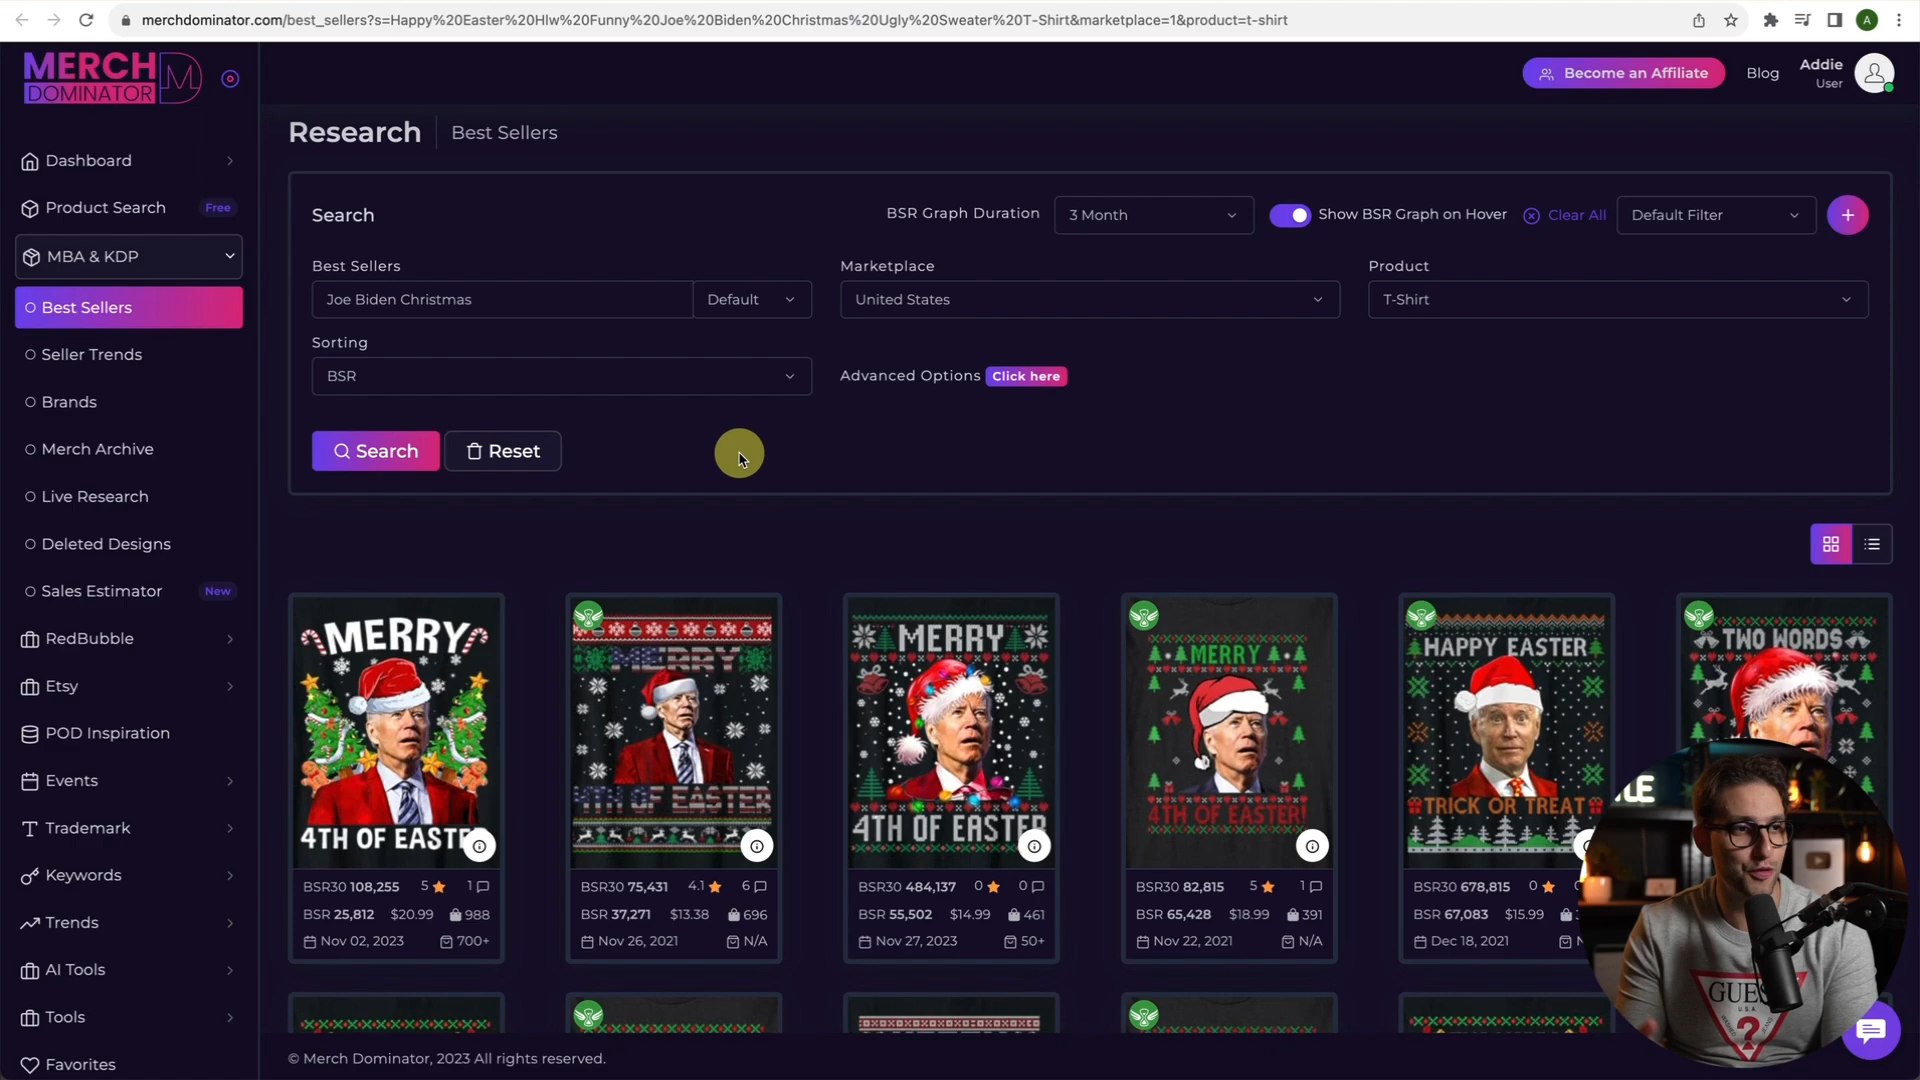 merchdominator.com/best_sellers?s=Happy%20Easter%20Hlw%20Funny%20Joe%20Biden%20Christmas%20Ugly%20Sweater%20T-Shirt&marketplace=1&product=t-shirt
A
MERCH
DOMINATOR
Become an Affiliate
Blog
Addie
User
Research
Best Sellers
Dashboard
Product Search Free
MBA & KDP
Best Sellers
Seller Trends
Brands
Merch Archive
Live Research
Deleted Designs
Sales Estimator New
RedBubble
Etsy
POD Inspiration
Events
Trademark
Keywords
Trends
AI Tools
Tools
Favorites
Search
BSR Graph Duration
3 Month
Show BSR Graph on Hover
Clear All
Default Filter
Best Sellers
Joe Biden Christmas
Default
Marketplace
United States
Product
T-Shirt
Sorting
BSR
Advanced Options Click here
Search
Reset
MERRY
4TH OF EASTE
BSR30 108,255 5 1
BSR 25,812 $20.99 988
Nov 02, 2023 700+
MERRY
4TH OF EASTER
BSR30 75,431 4.1 6
BSR 37,271 $13.38 696
Nov 26, 2021 N/A
MERRY
4TH OF EASTER
BSR30 484,137 0 0
BSR 55,502 $14.99 461
Nov 27, 2023 50+
MERRY
4TH OF EASTER!
BSR30 82,815 5 1
BSR 65,428 $18.99 391
Nov 22, 2021 N/A
HAPPY EASTER
TRICK OR TREAT
BSR30 678,815 0
BSR 67,083 $15.99
Dec 18, 2021
TWO WORDS
GUES
U.S.A.
?
© Merch Dominator, 2023 All rights reserved.